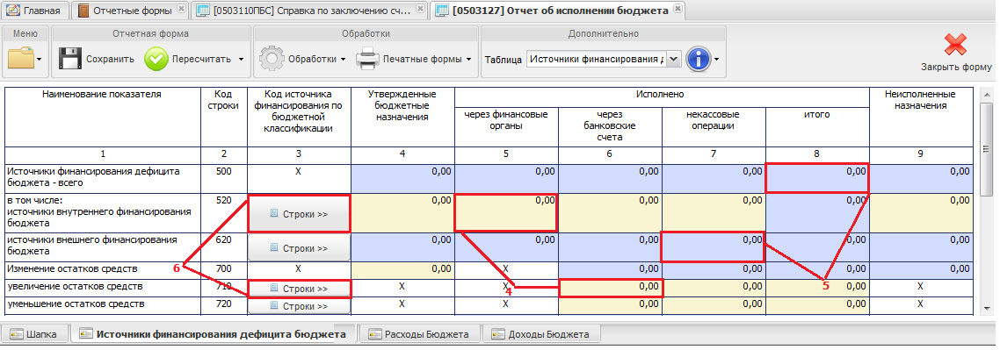 Главная
Отчетные формы
[0503110ПБС] Справка по заключению сч...
[0503127] Отчет об исполнении бюджета
Меню
Отчетная форма
Обработки
Дополнительно
Сохранить
Пересчитать
Обработки
Печатные формы
Таблица
Источники финансирования д
Закрыть форму
Наименование показателя
Код строки
Код источника финансирования по бюджетной классификации
Утвержденные бюджетные назначения
Исполнено
Неисполненные назначения
через финансовые органы
через банковские счета
некассовые операции
итого
1 2 3 4 5 6 7 8 9
Источники финансирования дефицита бюджета - всего 500 X 0,00 0,00 0,00 0,00 0,00 0,00
в том числе:
источники внутреннего финансирования бюджета 520 Строки >> 0,00 0,00 0,00 0,00 0,00 0,00
источники внешнего финансирования бюджета 620 Строки >> 0,00 0,00 0,00 0,00 0,00 0,00
Изменение остатков средств 700 X 0,00 X 0,00 0,00 0,00 0,00
увеличение остатков средств 710 Строки >> X X 0,00 0,00 0,00 X
уменьшение остатков средств 720 Строки >> X X 0,00 0,00 0,00 X
6
4
5
Шапка
Источники финансирования дефицита бюджета
Расходы Бюджета
Доходы Бюджета